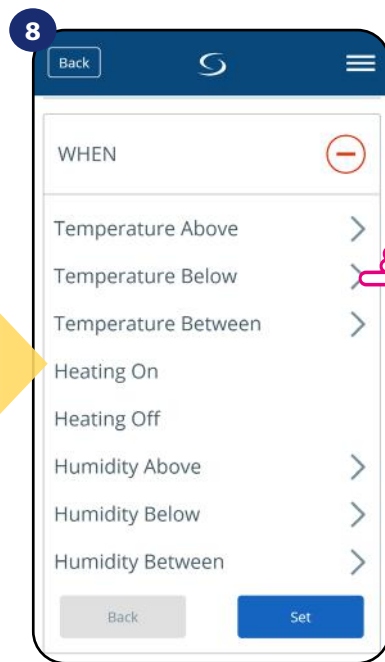 8
Back
WHEN
Temperature Above
Temperature Below
Temperature Between
Heating On
Heating Off
Humidity Above
Humidity Below
Humidity Between
Back Set